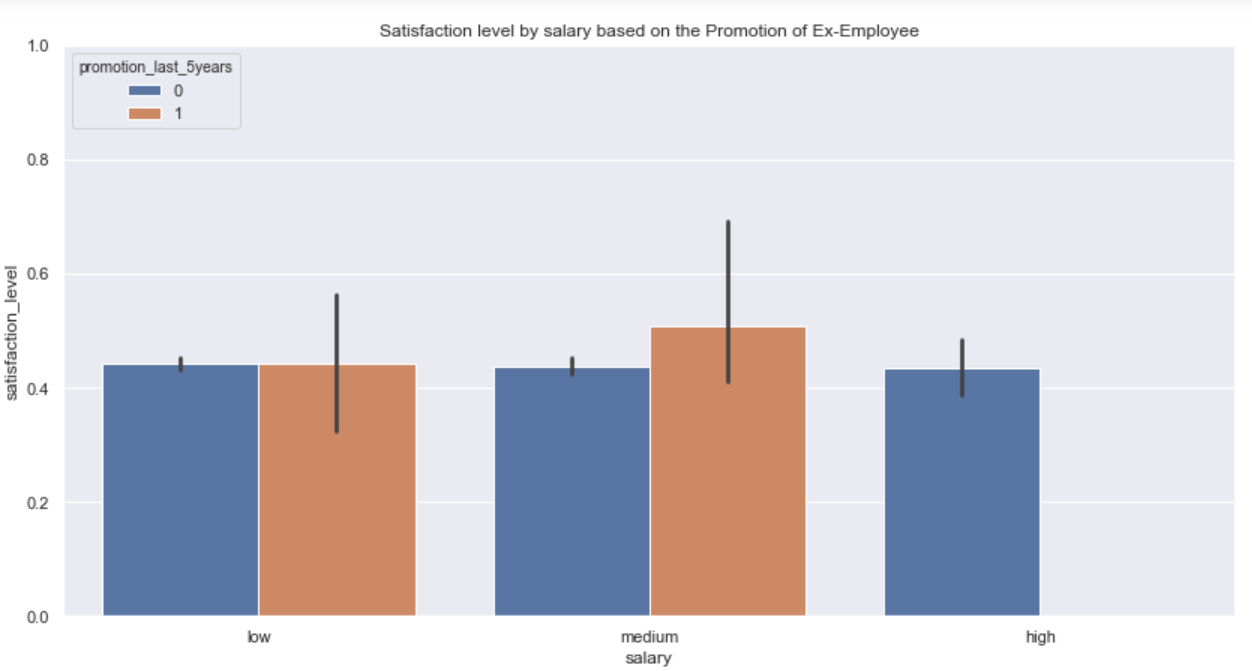 Satisfaction level by salary based on the Promotion of Ex-Employee
1.0
promotion_last_5years
0
1
0.8
0.6
satisfaction_level
0.4
0.2
0.0
low medium high
salary